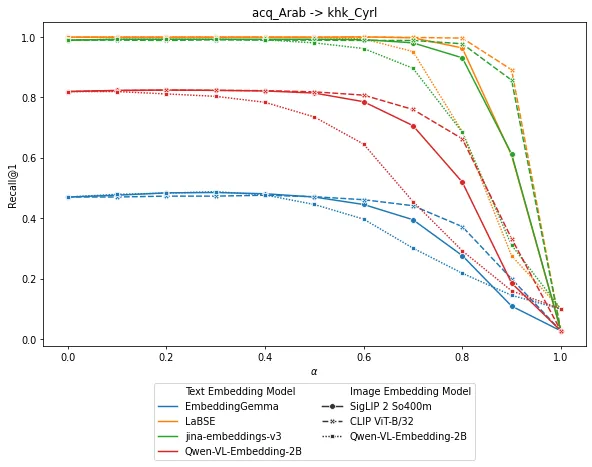 acq_Arab -> khk_Cyrl
Recall@1
1.0
0.8
0.6
0.4
0.2
0.0
0.0 0.2 0.4 0.6 0.8 1.0
α
Text Embedding Model
EmbeddingGemma
LaBSE
jina-embeddings-v3
Qwen-VL-Embedding-2B
Image Embedding Model
SigLIP 2 So400m
CLIP ViT-B/32
Qwen-VL-Embedding-2B